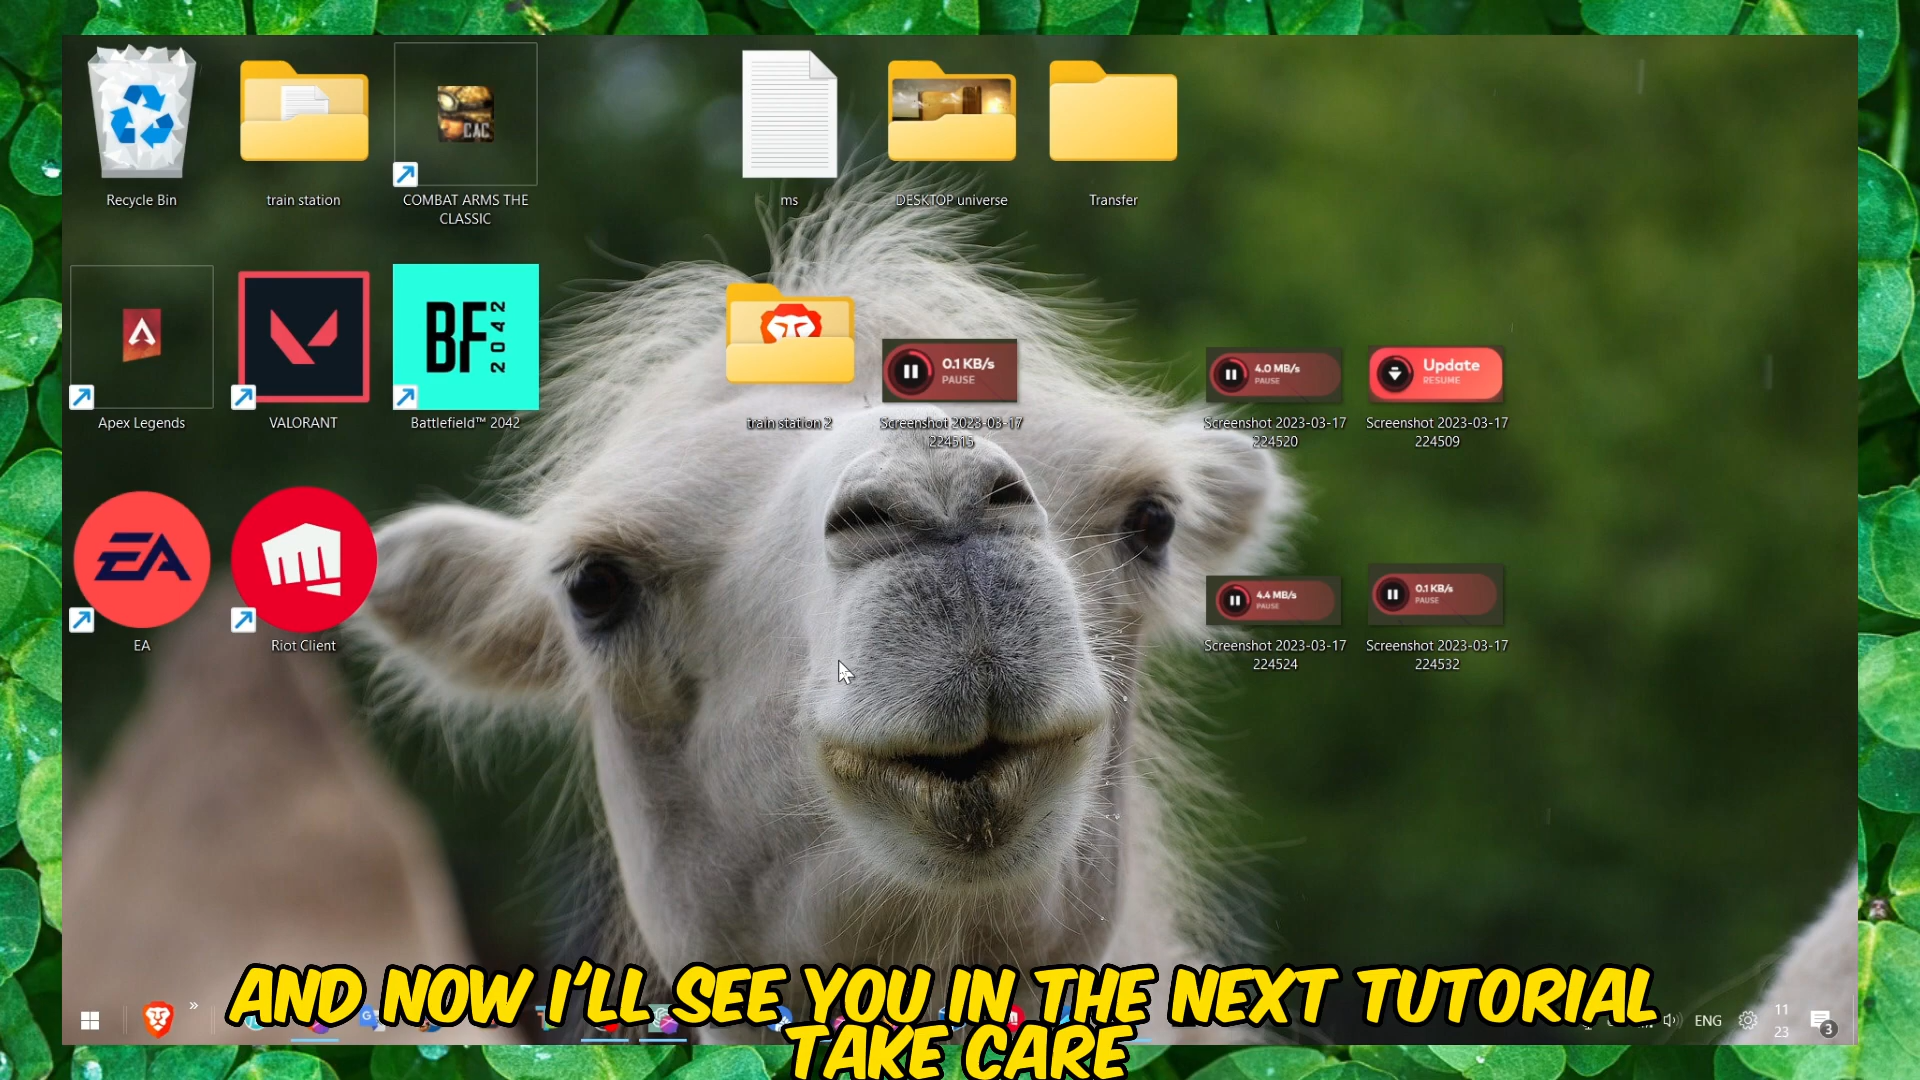 Recycle Bin
train station
CAC
COMBAT ARMS THE
CLASSIC
ms
DESKTOP universe
Transfer
Apex Legends
VALORANT
BF 2042
Battlefield™ 2042
train station 2
0.1 KB/s
PAUSE
Screenshot 2023-03-17
224513
4.0 MB/s
PAUSE
Screenshot 2023-03-17
224520
Update
RESUME
Screenshot 2023-03-17
224509
EA
EA
Riot Client
4.4 MB/s
PAUSE
Screenshot 2023-03-17
224524
0.1 KB/s
PAUSE
Screenshot 2023-03-17
224532
AND NOW I'LL SEE YOU IN THE NEXT TUTORIAL
TAKE CARE
ENG
11
23
3